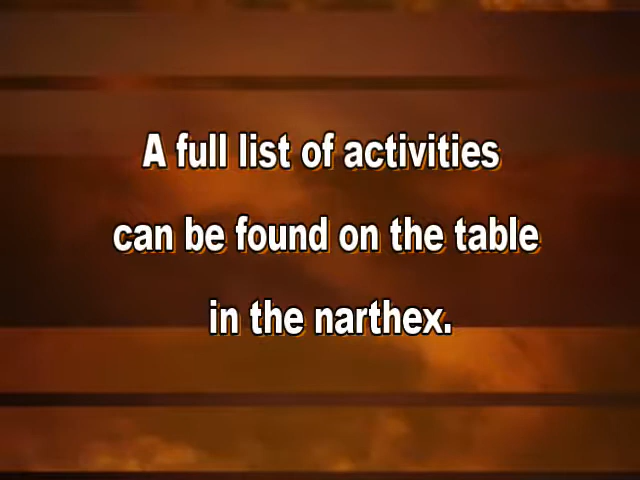 A full list of activities
can be found on the table
in the narthex.